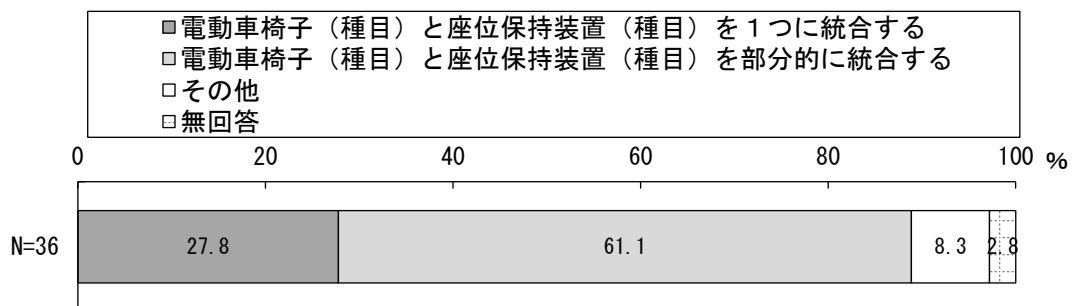 ■電動車椅子（種目）と座位保持装置（種目）を１つに統合する
■電動車椅子（種目）と座位保持装置（種目）を部分的に統合する
□その他
□無回答
0 20 40 60 80 100 %
N=36 27.8 61.1 8.3 2.8